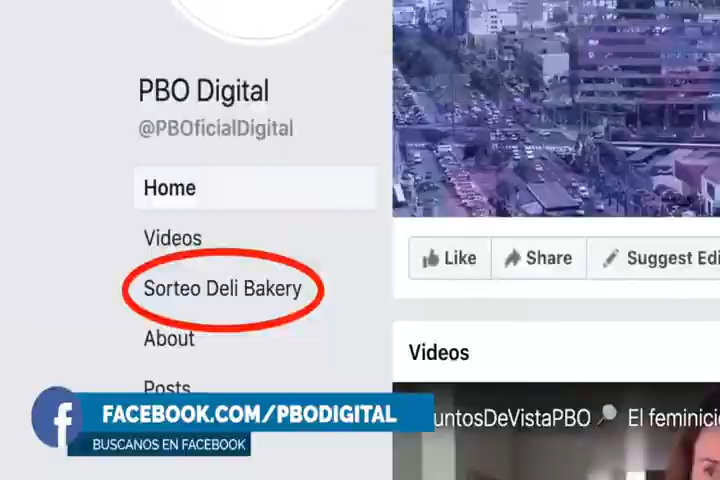 PBO Digital
@PBOficialDigital
Home
Videos
Sorteo Deli Bakery
About
Posts
Like
Share
Suggest Edi
Videos
untosDeVistaPBO 🔎 El feminici
FACEBOOK.COM/PBODIGITAL
BUSCANOS EN FACEBOOK